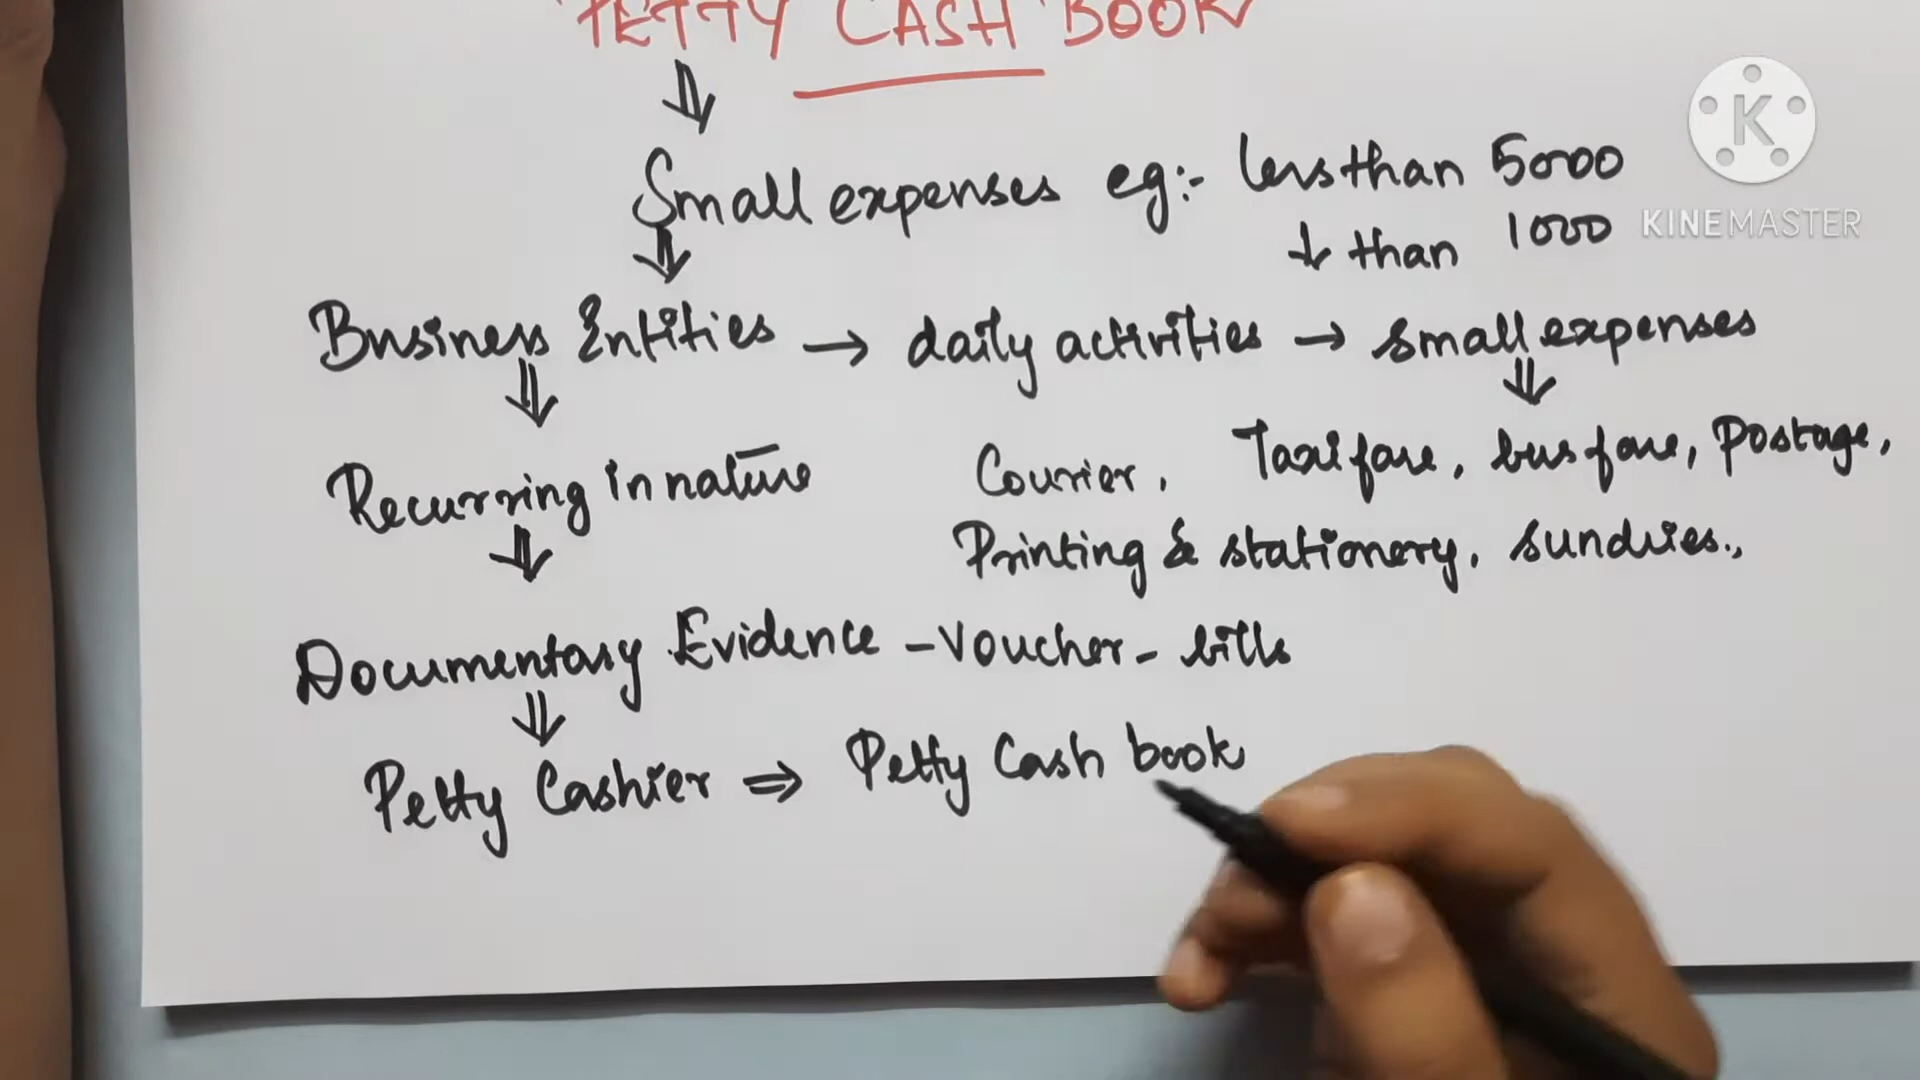 PETTY CASH BOOK
Small expenses eg:- less than 5000
↓ than 1000
Business Entities → daily activities → small expenses
Recurring in nature
Courier, Taxi fare, bus fare, Postage,
Printing & stationery, sundries.,
Documentary Evidence - Voucher - bills
Petty Cashier ⇒ Petty Cash book
K
KINEMASTER